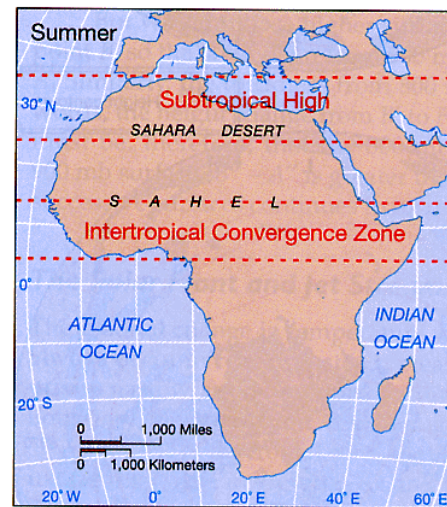 Summer
Subtropical High
30°N
SAHARA DESERT
S A H E L
Intertropical Convergence Zone
0°
ATLANTIC
OCEAN
INDIAN
OCEAN
20°S
0 1,000 Miles
0 1,000 Kilometers
20°W 0° 20°E 40°E 60°E